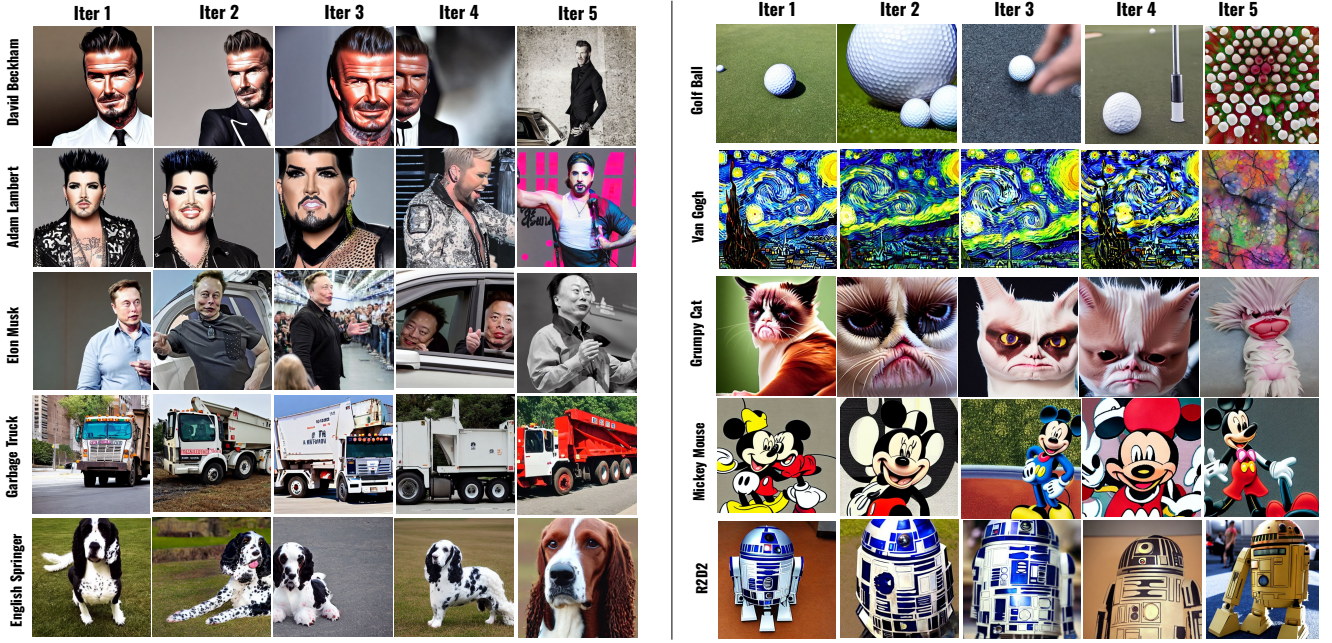 Iter 1 Iter 2 Iter 3 Iter 4 Iter 5
David Beckham
Adam Lambert
Elon Musk
Garbage Truck
English Springer
Iter 1 Iter 2 Iter 3 Iter 4 Iter 5
Golf Ball
Van Gogh
Grumpy Cat
Mickey Mouse
R2D2